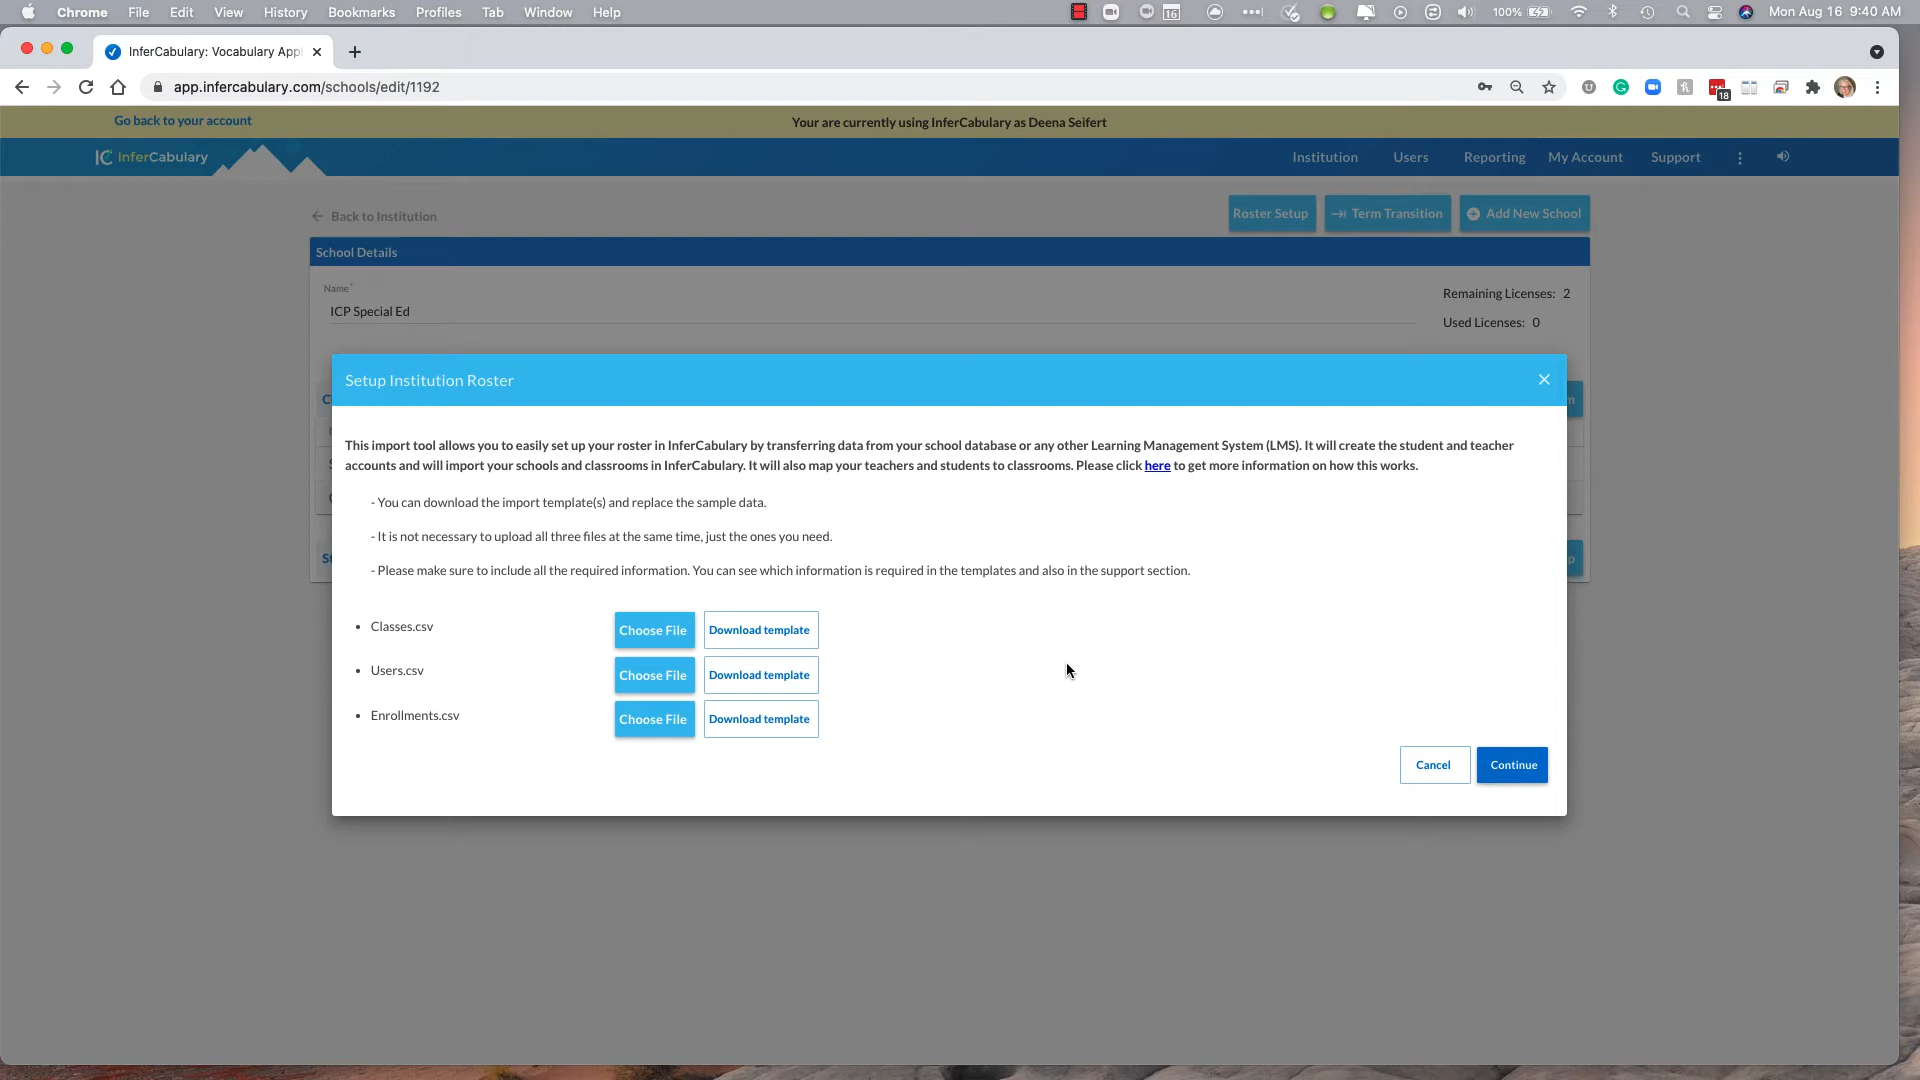 Chrome File Edit View History Bookmarks Profiles Tab Window Help 16 100% Mon Aug 16 9:40 AM
InferCabulary: Vocabulary App
app.infercabulary.com/schools/edit/1192 18
Go back to your account Your are currently using InferCabulary as Deena Seifert
IC InferCabulary Institution Users Reporting My Account Support
Back to Institution Roster Setup Term Transition Add New School
School Details
Name*
ICP Special Ed
Remaining Licenses: 2
Used Licenses: 0
Setup Institution Roster
This import tool allows you to easily set up your roster in InferCabulary by transferring data from your school database or any other Learning Management System (LMS). It will create the student and teacher
accounts and will import your schools and classrooms in InferCabulary. It will also map your teachers and students to classrooms. Please click here to get more information on how this works.
- You can download the import template(s) and replace the sample data.
- It is not necessary to upload all three files at the same time, just the ones you need.
- Please make sure to include all the required information. You can see which information is required in the templates and also in the support section.
• Classes.csv Choose File Download template
• Users.csv Choose File Download template
• Enrollments.csv Choose File Download template
Cancel Continue